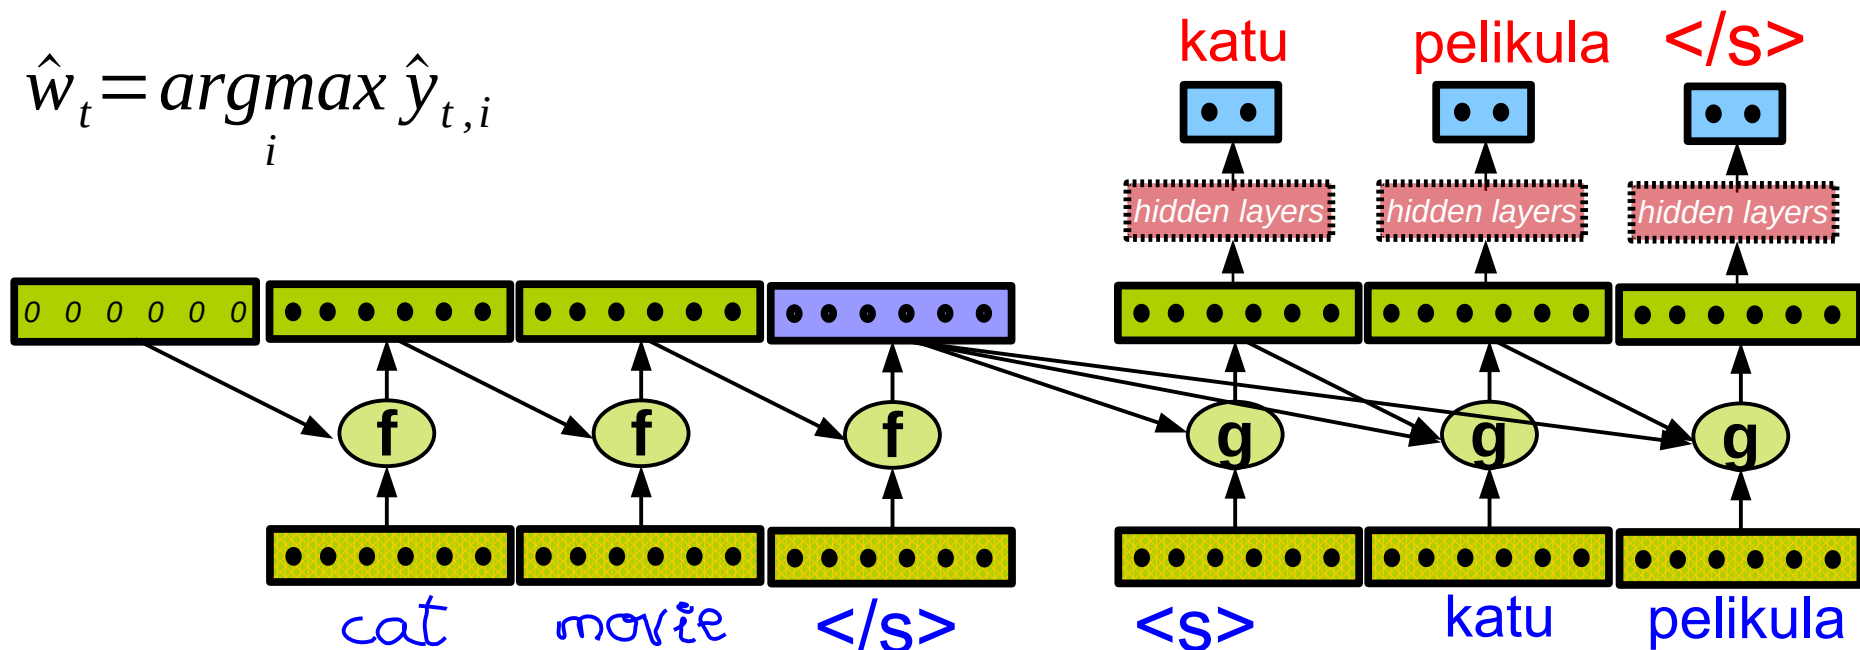 katu pelikula </s>
ŵ_t = argmax_i ŷ_{t,i}
hidden layers hidden layers hidden layers
0 0 0 0 0 0
f f f g g g
cat movie </s> <s> katu pelikula